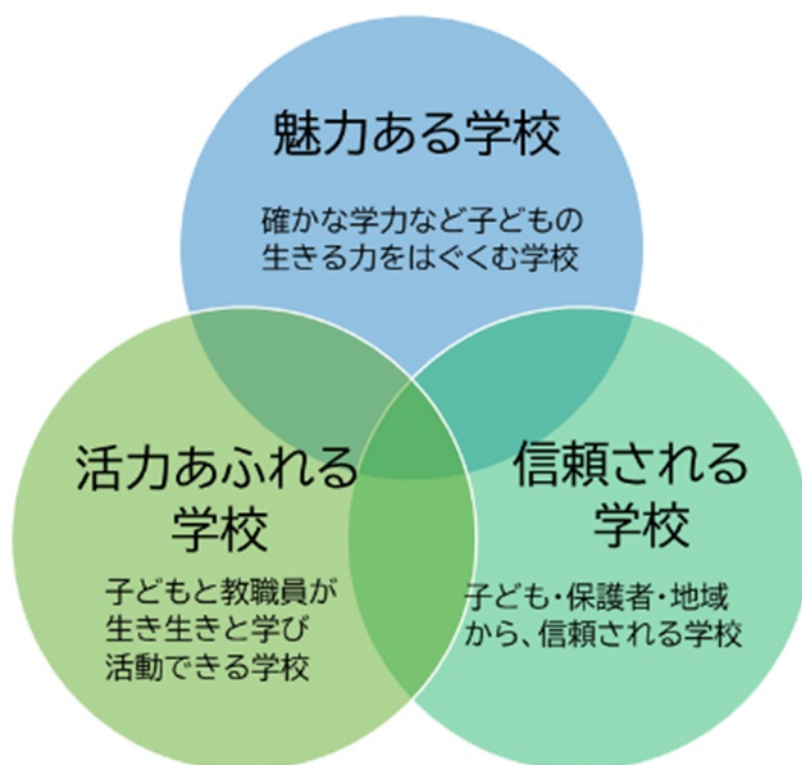 魅力ある学校
確かな学力など子どもの
生きる力をはぐくむ学校
活力あふれる
学校
子どもと教職員が
生き生きと学び
活動できる学校
信頼される
学校
子ども・保護者・地域
から、信頼される学校